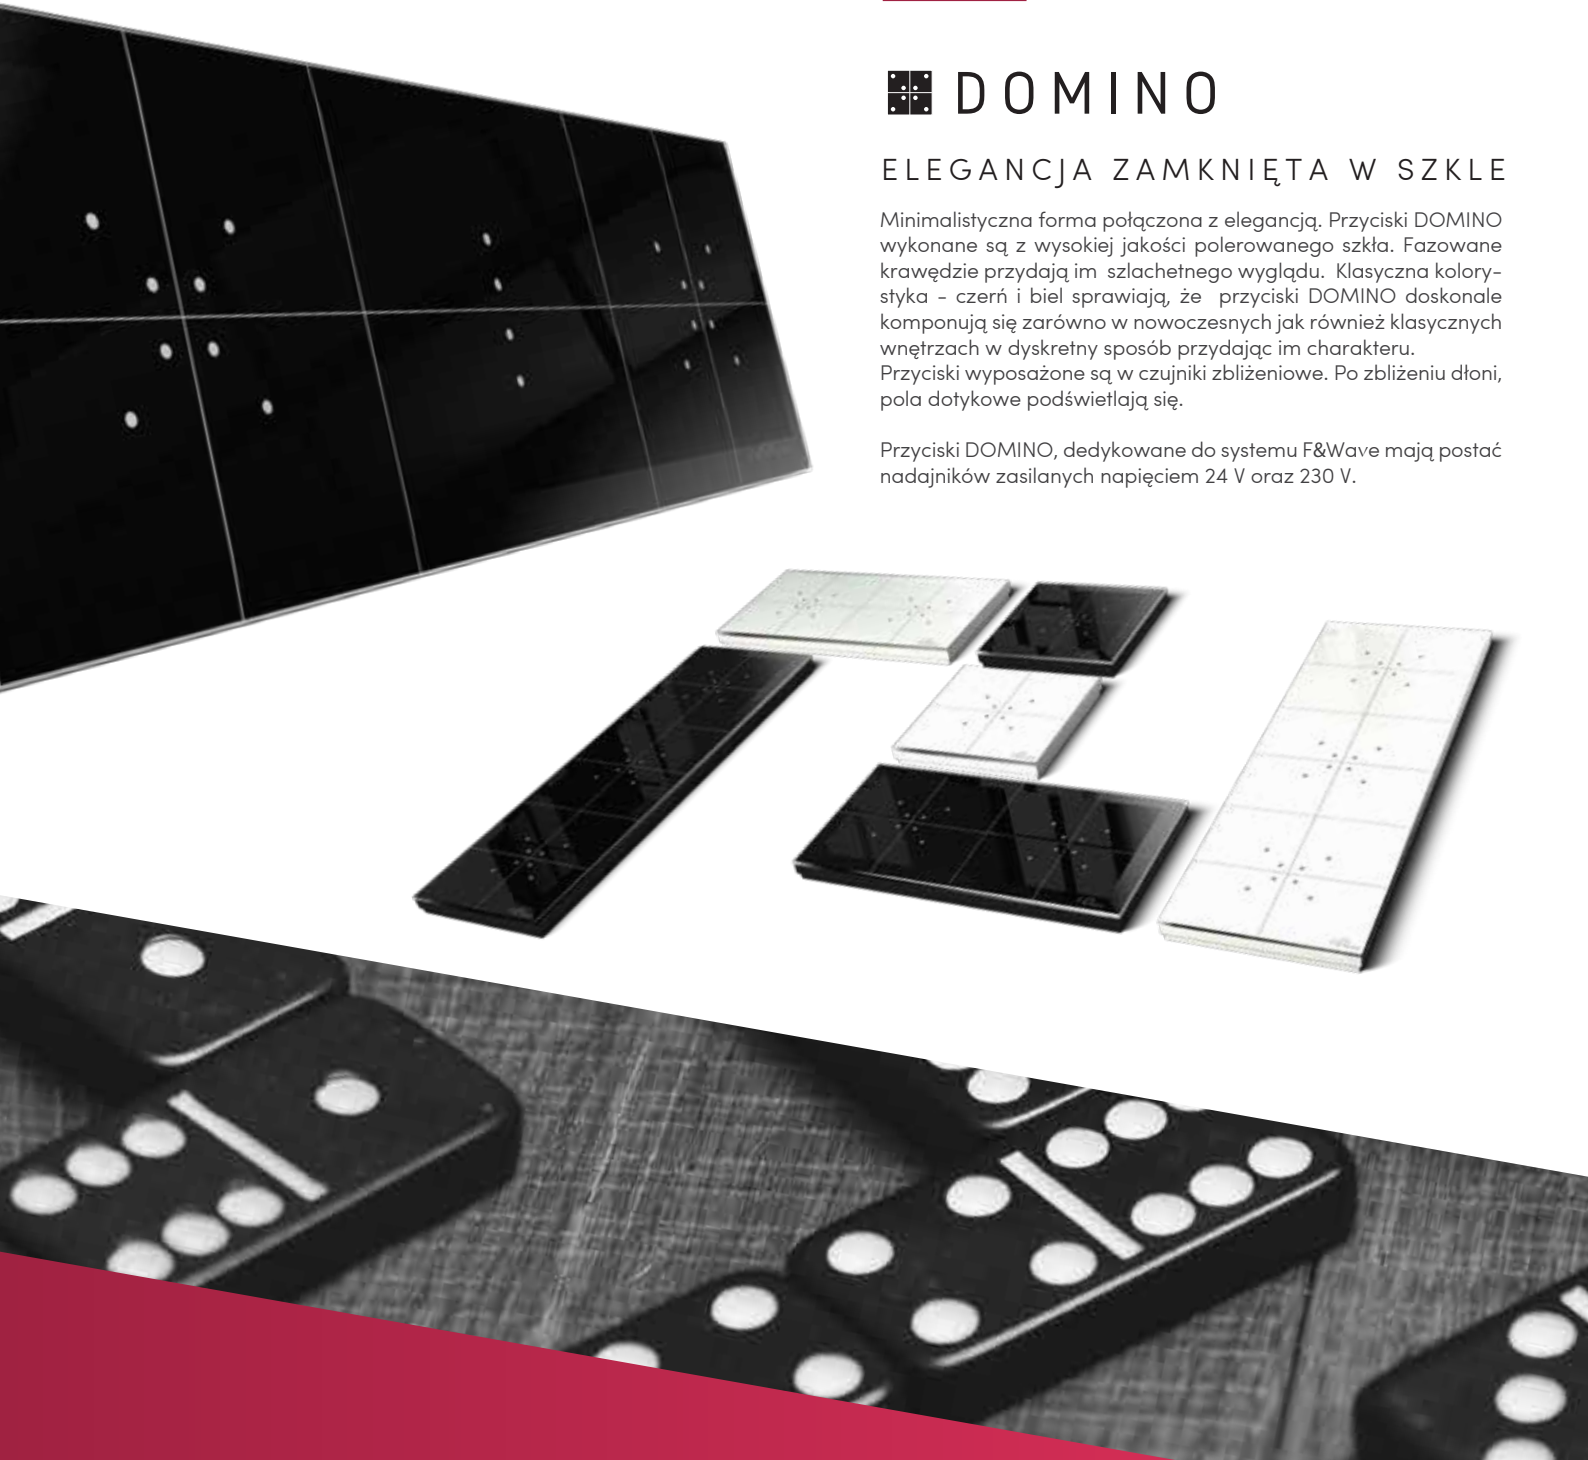 DOMINO
ELEGANCJA ZAMKNIĘTA W SZKLE
Minimalistyczna forma połączona z elegancją. Przyciski DOMINO
wykonane są z wysokiej jakości polerowanego szkła. Fazowane
krawędzie przydają im szlachetnego wyglądu. Klasyczna kolory-
styka - czerń i biel sprawiają, że przyciski DOMINO doskonale
komponują się zarówno w nowoczesnych jak również klasycznych
wnętrzach w dyskretny sposób przydając im charakteru.
Przyciski wyposażone są w czujniki zbliżeniowe. Po zbliżeniu dłoni,
pola dotykowe podświetlają się.
Przyciski DOMINO, dedykowane do systemu F&Wave mają postać
nadajników zasilanych napięciem 24 V oraz 230 V.